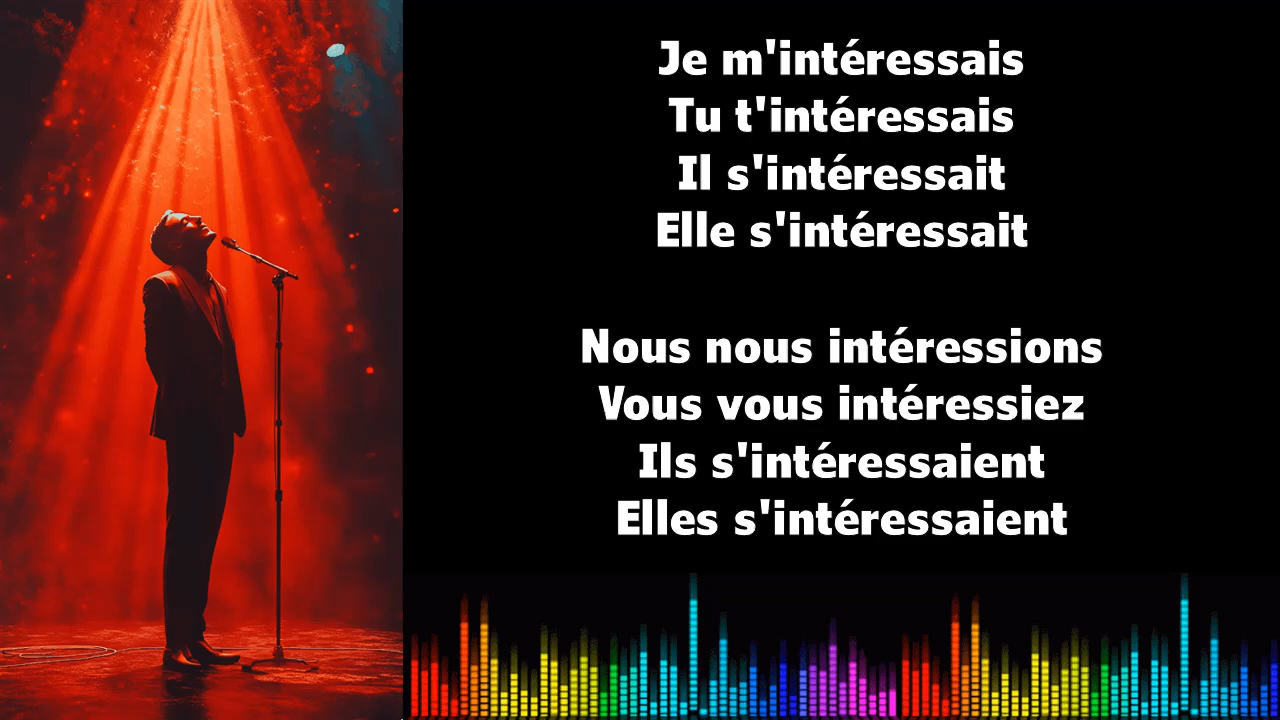 Je m'intéressais
Tu t'intéressais
Il s'intéressait
Elle s'intéressait
Nous nous intéressions
Vous vous intéressiez
Ils s'intéressaient
Elles s'intéressaient